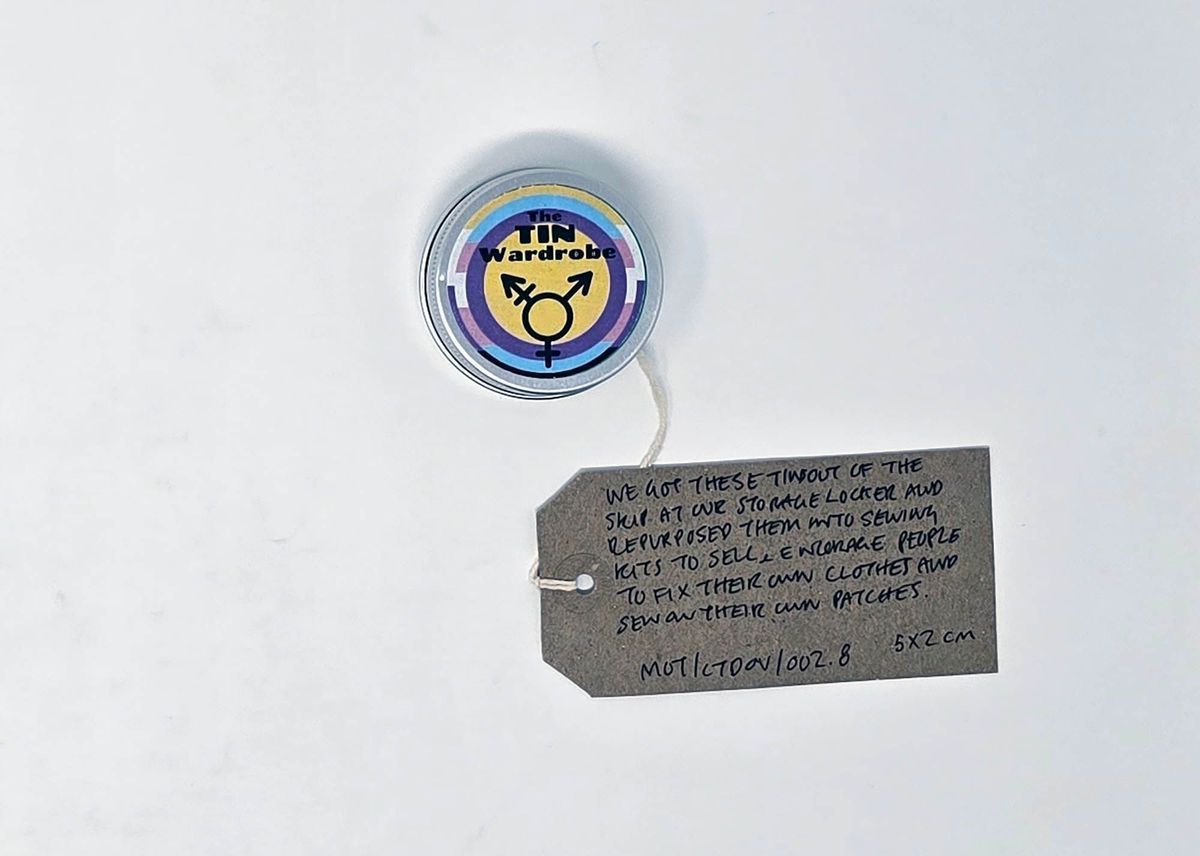 The
TIN
Wardrobe
WE GOT THESE TINS OUT OF THE
SKIP AT OUR STORAGE LOCKER AND
REPURPOSED THEM INTO SEWING
KITS TO SELL & ENCORAGE PEOPLE
TO FIX THEIR OWN CLOTHES AND
SEW ON THEIR OWN PATCHES.
5X2 CM
MOT/CTDOV/002.8